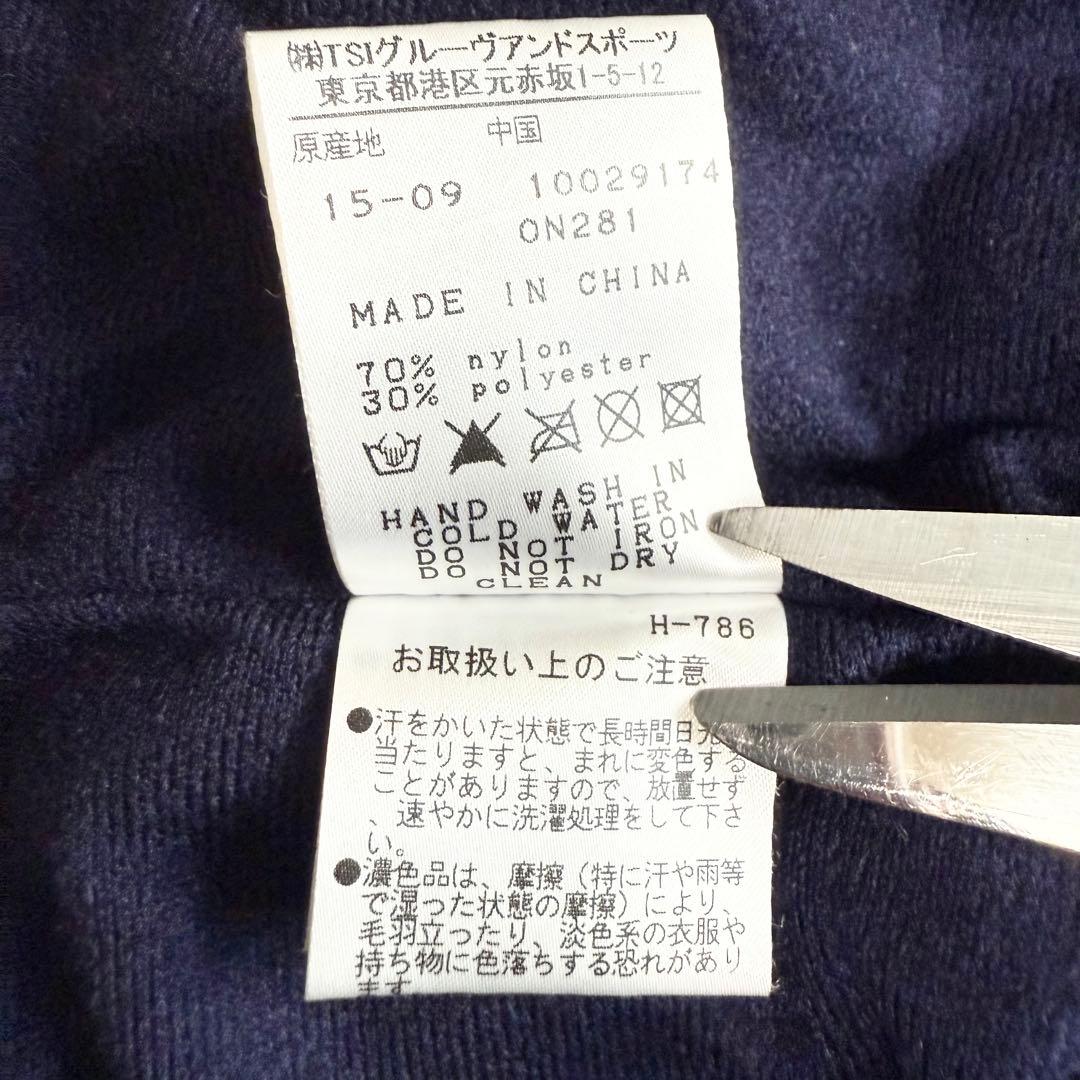 (株)TSIグルーヴアンドスポーツ
東京都港区元赤坂1-5-12
原産地 中国
15-09 10029174
0N281
MADE IN CHINA
70% nylon
30% polyester
HAND WASH IN
COLD WATER
DO NOT IRON
DO NOT DRY
CLEAN
H-786
お取扱い上のご注意
●汗をかいた状態で長時間日光
当たりますと、まれに変色する
ことがありますので、放置せず
、速やかに洗濯処理をして下さ
い。
●濃色品は、摩擦(特に汗や雨等
で湿った状態の摩擦)により、
毛羽立ったり、淡色系の衣服や
持ち物に色落ちする恐れがあり
ます